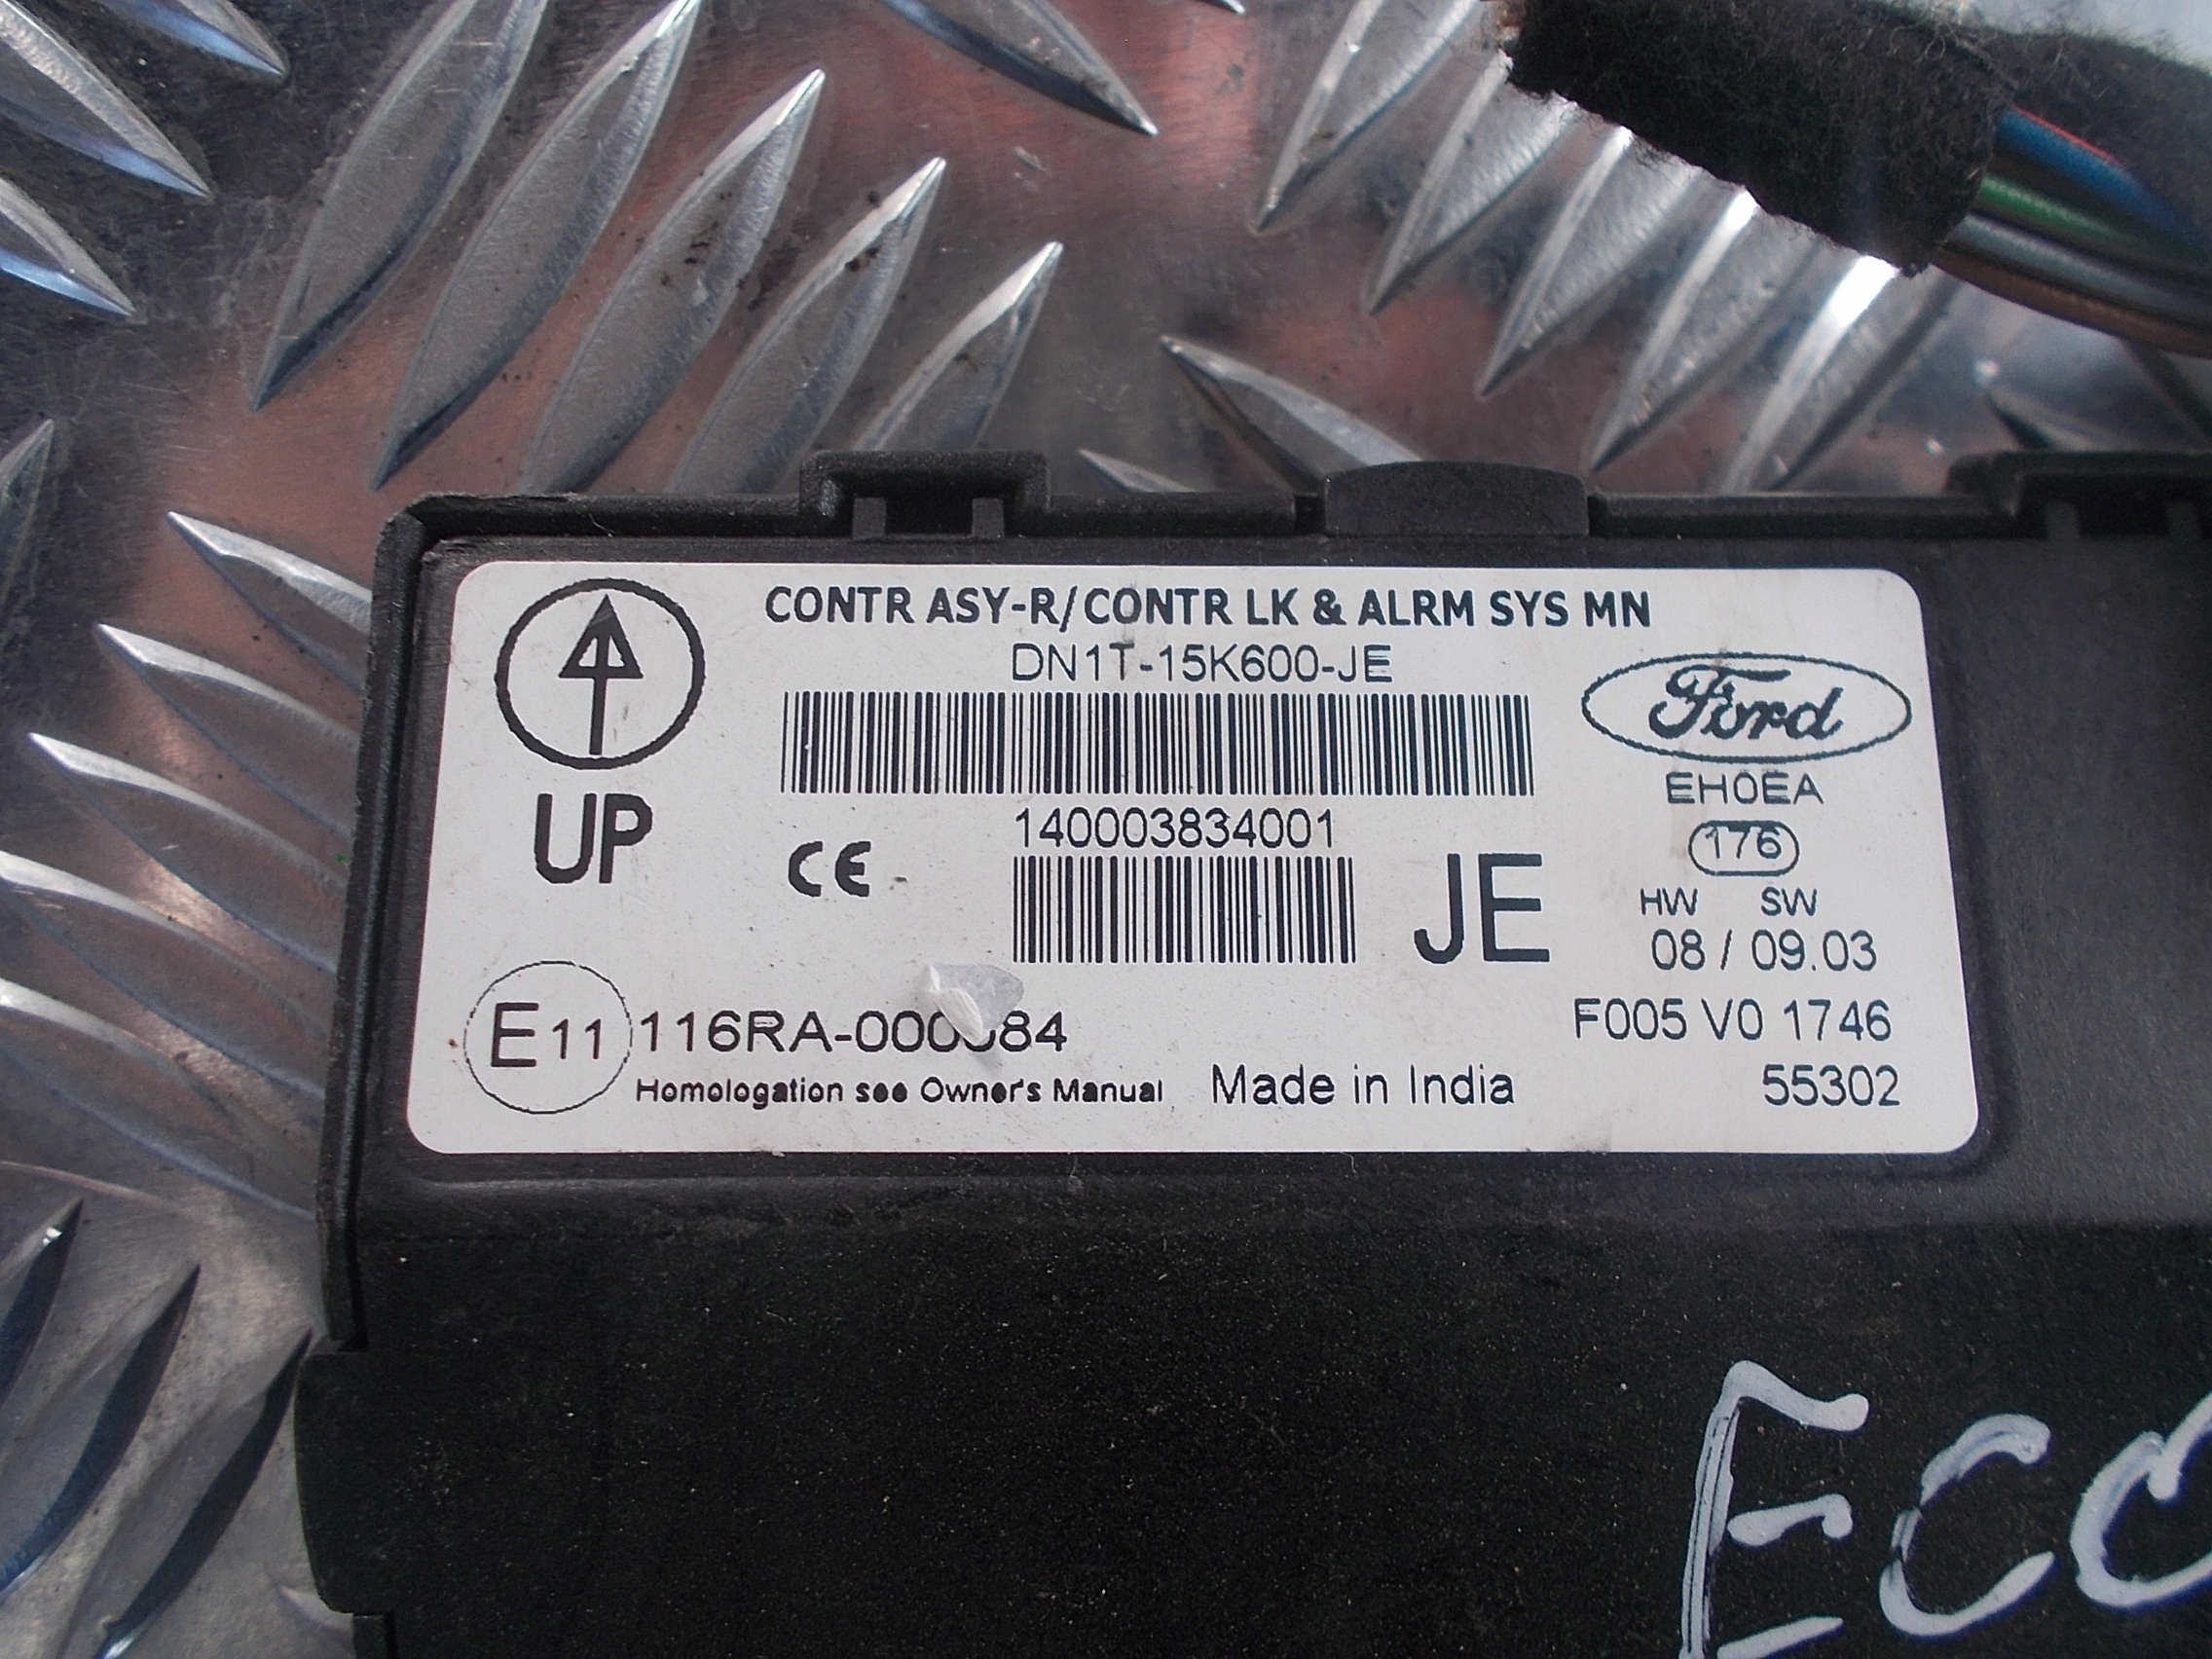 CONTR ASY-R/CONTR LK & ALRM SYS MN
DN1T-15K600-JE
Ford
EH0EA
UP
CE
140003834001
JE
176
HW SW
08 / 09.03
E11
F005 V0 1746
Homologation see Owner's Manual
Made in India
55302